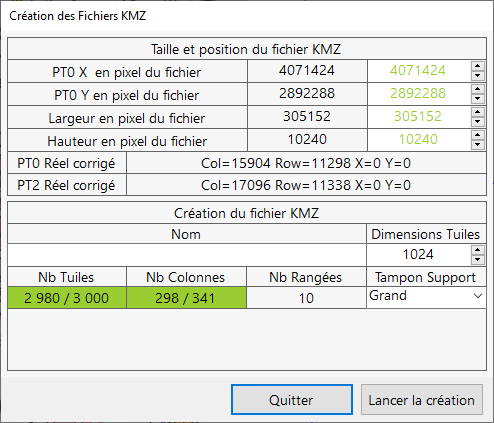 Création des Fichiers KMZ
Taille et position du fichier KMZ
PT0 X en pixel du fichier 4071424 4071424
PT0 Y en pixel du fichier 2892288 2892288
Largeur en pixel du fichier 305152 305152
Hauteur en pixel du fichier 10240 10240
PT0 Réel corrigé Col=15904 Row=11298 X=0 Y=0
PT2 Réel corrigé Col=17096 Row=11338 X=0 Y=0
Création du fichier KMZ
Nom Dimensions Tuiles
1024
Nb Tuiles Nb Colonnes Nb Rangées Tampon Support
2 980 / 3 000 298 / 341 10 Grand
Quitter Lancer la création